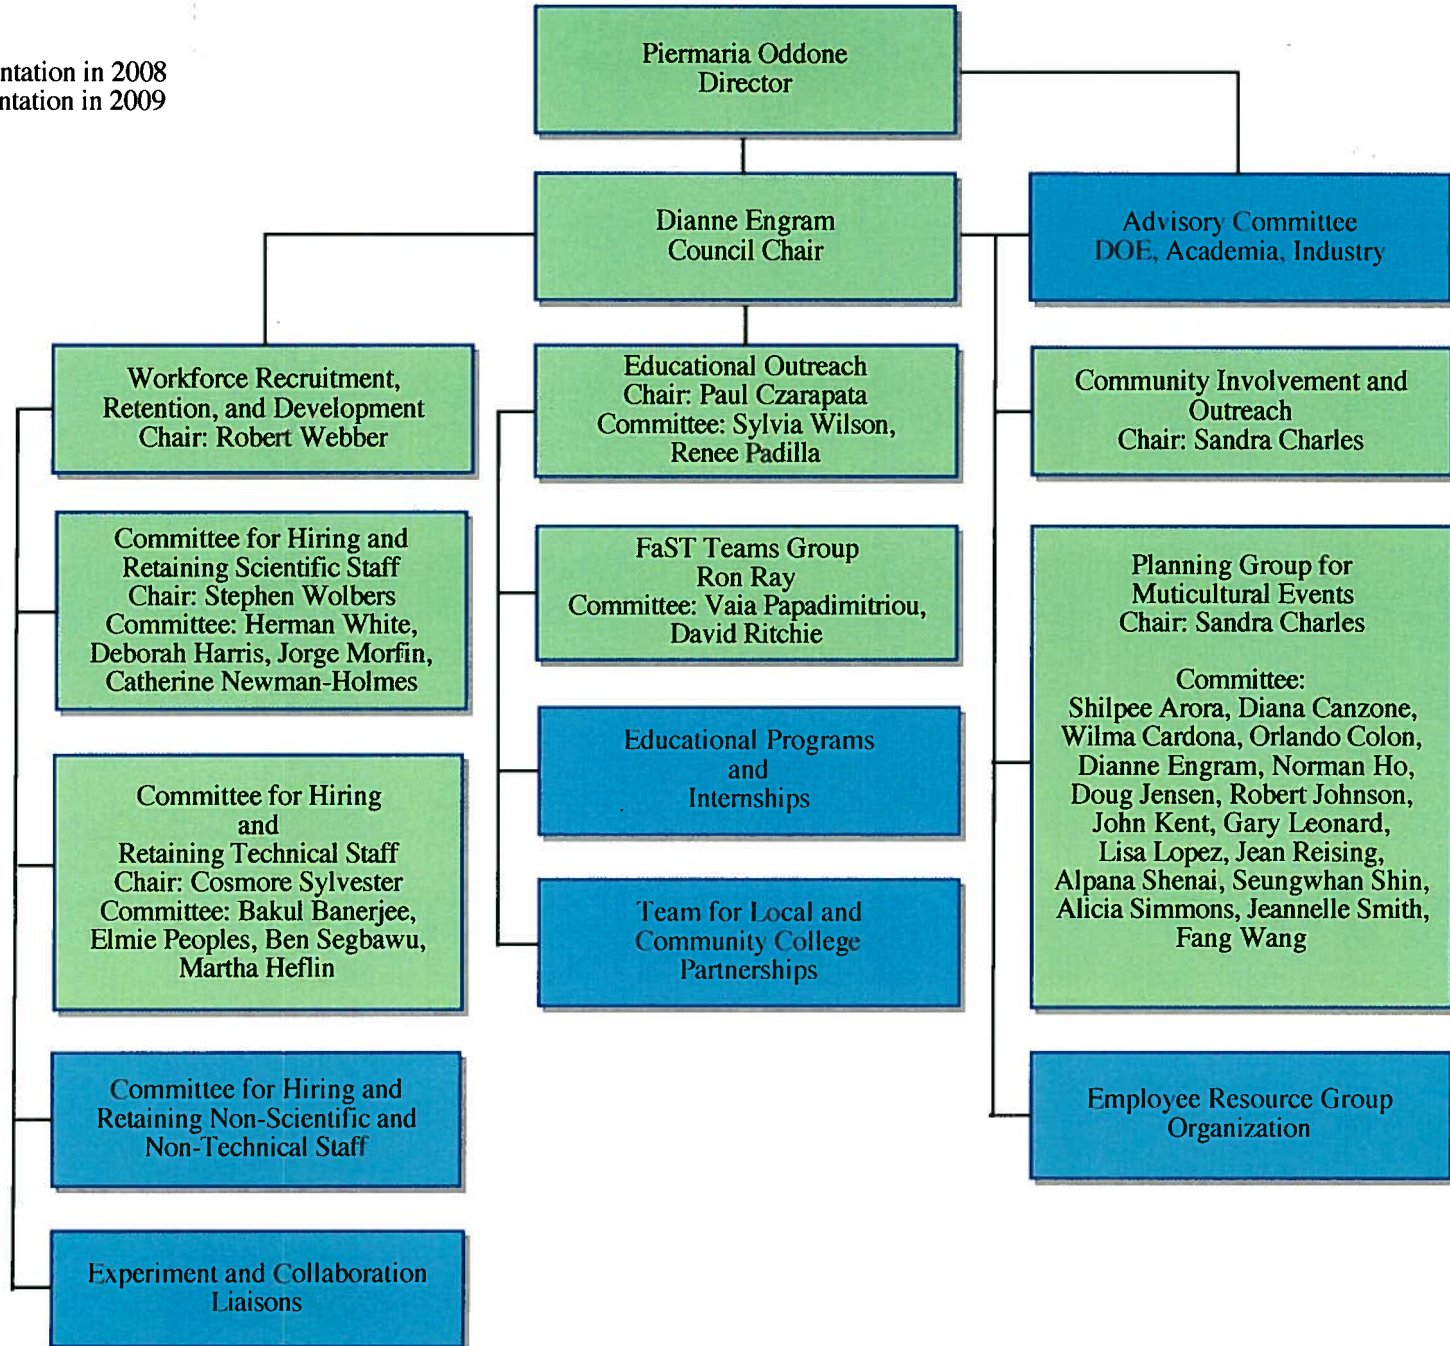 ntation in 2008
ntation in 2009
Piermaria Oddone
Director
Dianne Engram
Council Chair
Advisory Committee
DOE, Academia, Industry
Workforce Recruitment,
Retention, and Development
Chair: Robert Webber
Educational Outreach
Chair: Paul Czarapata
Committee: Sylvia Wilson,
Renee Padilla
Community Involvement and
Outreach
Chair: Sandra Charles
Committee for Hiring and
Retaining Scientific Staff
Chair: Stephen Wolbers
Committee: Herman White,
Deborah Harris, Jorge Morfin,
Catherine Newman-Holmes
FaST Teams Group
Ron Ray
Committee: Vaia Papadimitriou,
David Ritchie
Planning Group for
Muticultural Events
Chair: Sandra Charles
Committee:
Shilpee Arora, Diana Canzone,
Wilma Cardona, Orlando Colon,
Dianne Engram, Norman Ho,
Doug Jensen, Robert Johnson,
John Kent, Gary Leonard,
Lisa Lopez, Jean Reising,
Alpana Shenai, Seungwhan Shin,
Alicia Simmons, Jeannelle Smith,
Fang Wang
Educational Programs
and
Internships
Committee for Hiring
and
Retaining Technical Staff
Chair: Cosmore Sylvester
Committee: Bakul Banerjee,
Elmie Peoples, Ben Segbawu,
Martha Heflin
Team for Local and
Community College
Partnerships
Committee for Hiring and
Retaining Non-Scientific and
Non-Technical Staff
Employee Resource Group
Organization
Experiment and Collaboration
Liaisons